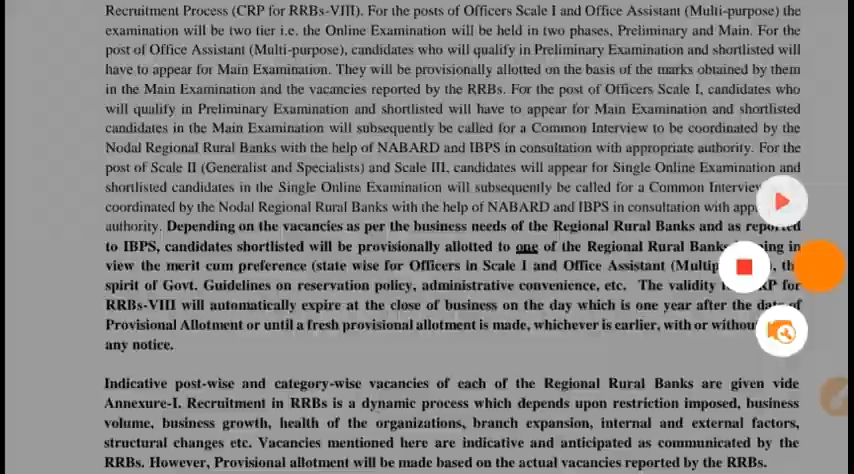 Recruitment Process (CRP for RRBs-VIII). For the posts of Officers Scale I and Office Assistant (Multi-purpose) the
examination will be two tier i.e. the Online Examination will be held in two phases, Preliminary and Main. For the
post of Office Assistant (Multi-purpose), candidates who will qualify in Preliminary Examination and shortlisted will
have to appear for Main Examination. They will be provisionally allotted on the basis of the marks obtained by them
in the Main Examination and the vacancies reported by the RRBs. For the post of Officers Scale I, candidates who
will qualify in Preliminary Examination and shortlisted will have to appear for Main Examination and shortlisted
candidates in the Main Examination will subsequently be called for a Common Interview to be coordinated by the
Nodal Regional Rural Banks with the help of NABARD and IBPS in consultation with appropriate authority. For the
post of Scale II (Generalist and Specialists) and Scale III, candidates will appear for Single Online Examination and
shortlisted candidates in the Single Online Examination will subsequently be called for a Common
coordinated by the Nodal Regional Rural Banks with the help of NABARD and IBPS in consultation with
authority. Depending on the vacancies as per the business needs of the Regional Rural Banks and as reported
to IBPS, candidates shortlisted will be provisionally allotted to one of the Regional Rural Banks in
view the merit cum preference (state wise for Officers in Scale I and Office Assistant
spirit of Govt. Guidelines on reservation policy, administrative convenience, etc. The validity for
RRBs-VIII will automatically expire at the close of business on the day which is one year after the of
Provisional Allotment or until a fresh provisional allotment is made, whichever is earlier, with or
any notice.
Indicative post-wise and category-wise vacancies of each of the Regional Rural Banks are given vide
Annexure-I. Recruitment in RRBs is a dynamic process which depends upon restriction imposed, business
volume, business growth, health of the organizations, branch expansion, internal and external factors,
structural changes etc. Vacancies mentioned here are indicative and anticipated as communicated by the
RRBs. However, Provisional allotment will be made based on the actual vacancies reported by the RRBs.